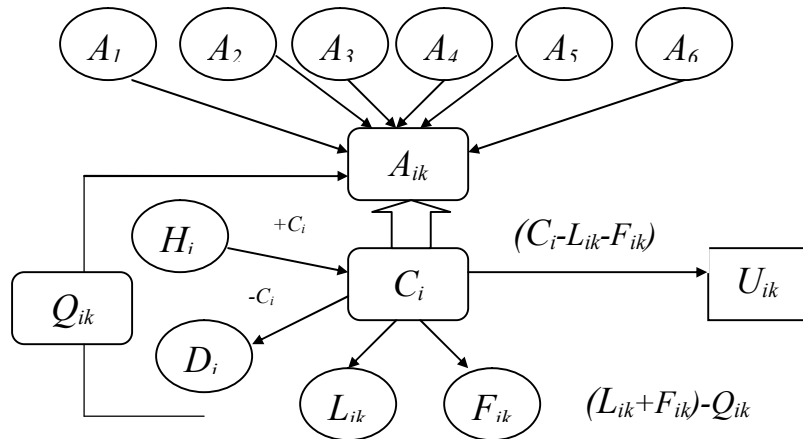 A1 A2 A3 A4 A5 A6
Aik
+Ci
Hi
(Ci-Lik-Fik)
Ci
Uik
-Ci
Qik
Di
Lik Fik
(Lik+Fik)-Qik